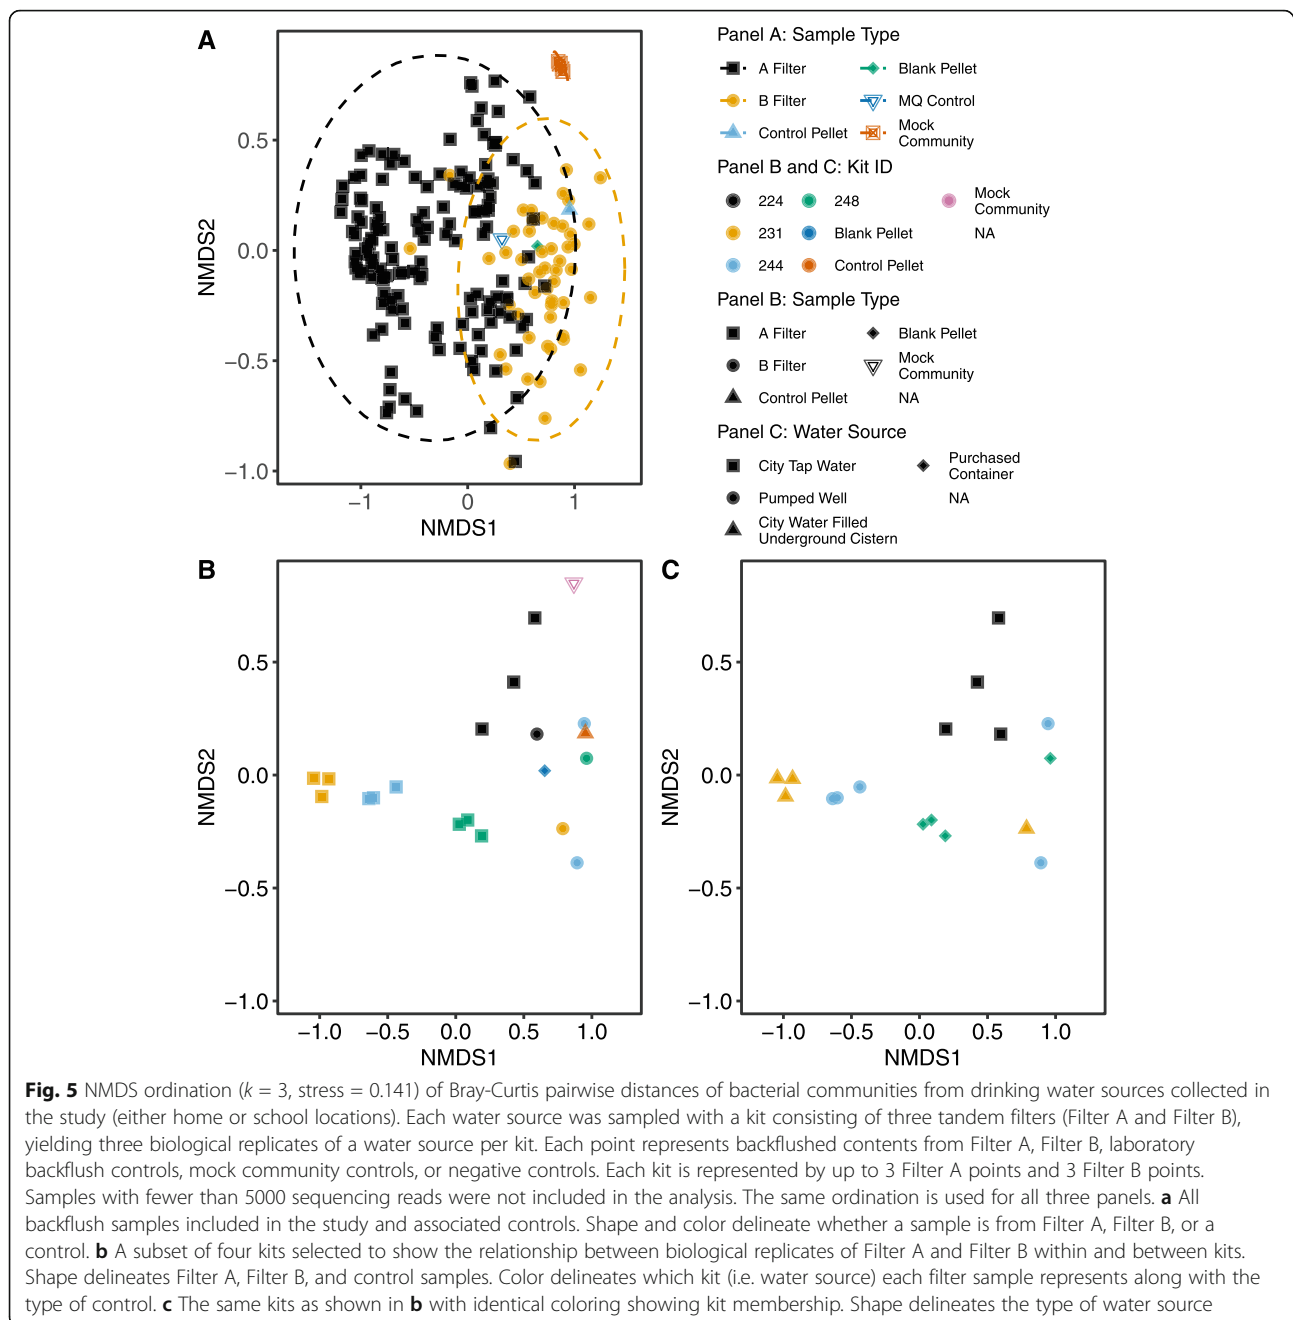 A
0.5
0.0
−0.5
−1.0
−1
0
1
NMDS2
NMDS1
Panel A: Sample Type
A Filter
Blank Pellet
B Filter
MQ Control
Control Pellet
Mock
Community
Panel B and C: Kit ID
224
248
Mock
Community
231
Blank Pellet
NA
244
Control Pellet
Panel B: Sample Type
A Filter
Blank Pellet
B Filter
Mock
Community
Control Pellet
NA
Panel C: Water Source
City Tap Water
Purchased
Container
Pumped Well
NA
City Water Filled
Underground Cistern
B
0.5
0.0
−0.5
−1.0
−1.0
−0.5
0.0
0.5
1.0
NMDS2
NMDS1
C
0.5
0.0
−0.5
−1.0
−1.0
−0.5
0.0
0.5
1.0
NMDS2
NMDS1
Fig. 5 NMDS ordination (k = 3, stress = 0.141) of Bray-Curtis pairwise distances of bacterial communities from drinking water sources collected in
the study (either home or school locations). Each water source was sampled with a kit consisting of three tandem filters (Filter A and Filter B),
yielding three biological replicates of a water source per kit. Each point represents backflushed contents from Filter A, Filter B, laboratory
backflush controls, mock community controls, or negative controls. Each kit is represented by up to 3 Filter A points and 3 Filter B points.
Samples with fewer than 5000 sequencing reads were not included in the analysis. The same ordination is used for all three panels. a All
backflush samples included in the study and associated controls. Shape and color delineate whether a sample is from Filter A, Filter B, or a
control. b A subset of four kits selected to show the relationship between biological replicates of Filter A and Filter B within and between kits.
Shape delineates Filter A, Filter B, and control samples. Color delineates which kit (i.e. water source) each filter sample represents along with the
type of control. c The same kits as shown in b with identical coloring showing kit membership. Shape delineates the type of water source